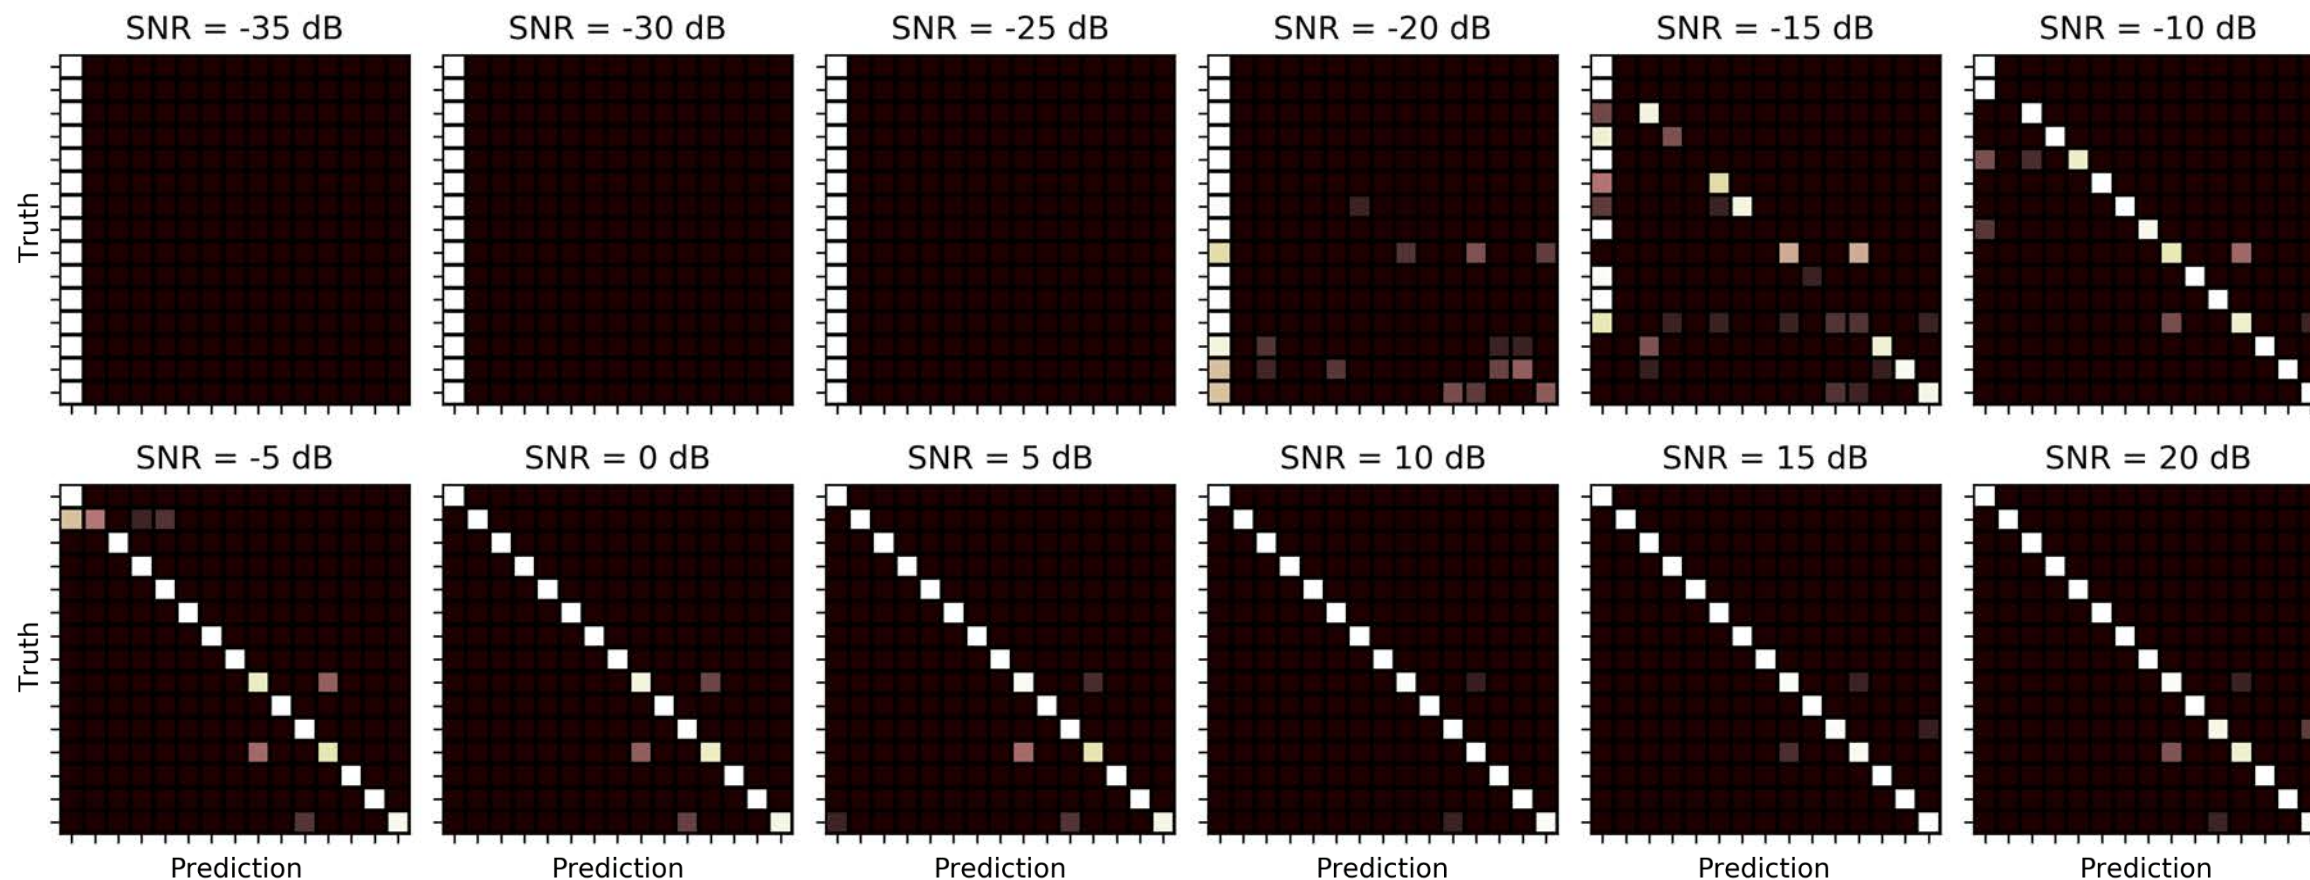 SNR = -35 dB
SNR = -30 dB
SNR = -25 dB
SNR = -20 dB
SNR = -15 dB
SNR = -10 dB
Truth
SNR = -5 dB
SNR = 0 dB
SNR = 5 dB
SNR = 10 dB
SNR = 15 dB
SNR = 20 dB
Truth
Prediction
Prediction
Prediction
Prediction
Prediction
Prediction